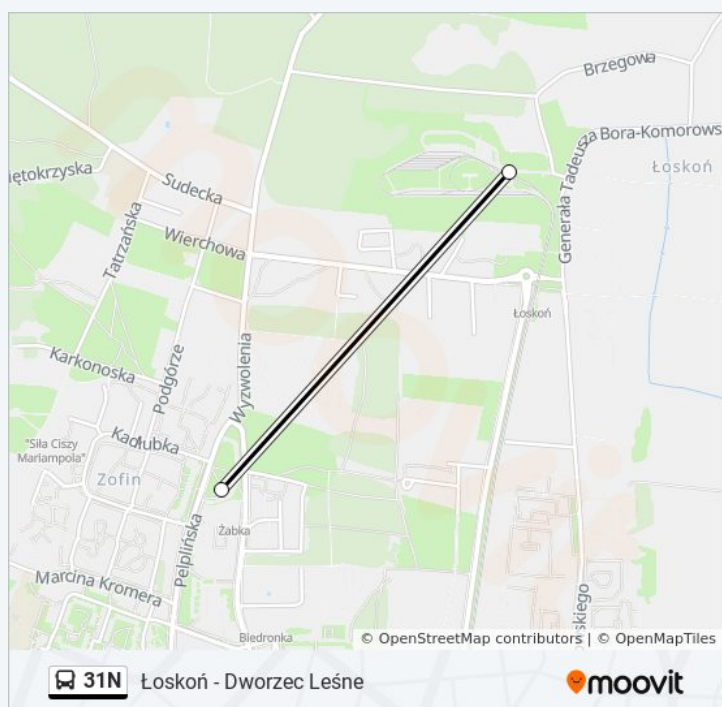 Brzegowa
Generała Tadeusza Bora-Komorows
Łoskoń
iętokrzyska
Sudecka
Tatrzańska
Wierchowa
Łoskoń
Karkonoska
Podgórze
Wyzwolenia
Kadłubka
"Siła Ciszy
Mariampola"
Zofin
Żabka
Pelplińska
Marcina Kromera
Biedronka
skiego
© OpenStreetMap contributors | © OpenMapTiles
31N Łoskoń - Dworzec Leśne
moovit